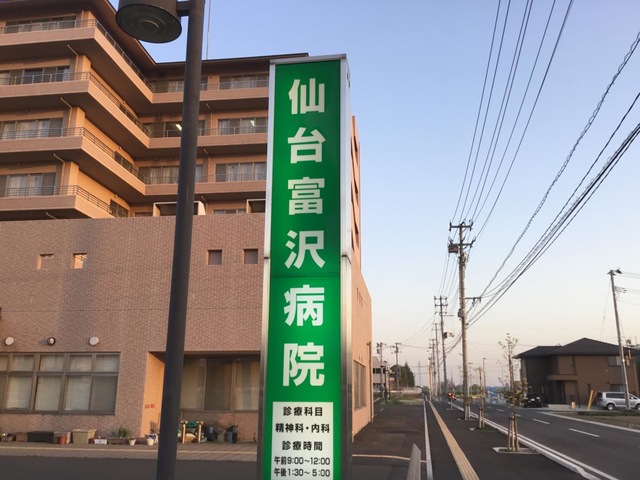 仙台富沢病院
診療科目
精神科・内科
診療時間
午前9:00~12:00
午後1:30~5:00